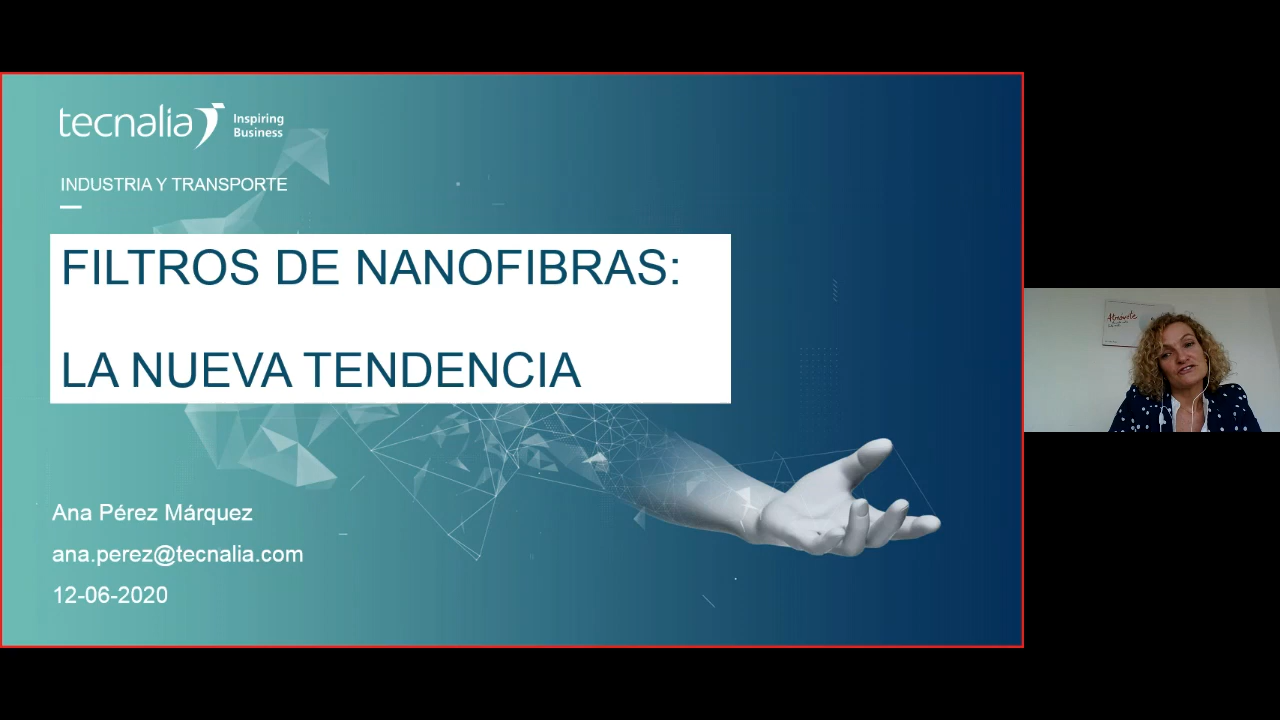 tecnalia
Inspiring
Business
INDUSTRIA Y TRANSPORTE
FILTROS DE NANOFIBRAS:
LA NUEVA TENDENCIA
Ana Pérez Márquez
ana.perez@tecnalia.com
12-06-2020